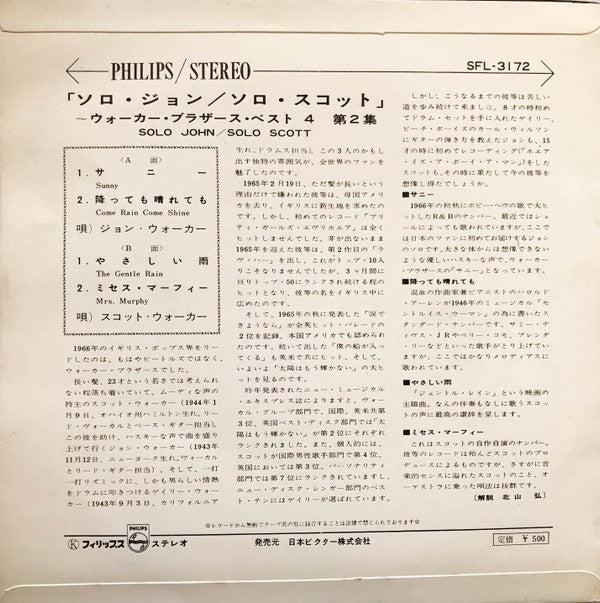 PHILIPS/STEREO
SFL-3172
「ソロ・ジョン/ソロ・スコット」
~ウォーカー・ブラザース・ベスト 4 第2集
SOLO JOHN/SOLO SCOTT
<A 面>
1. サニー
Sunny
2. 降っても晴れても
Come Rain Come Shine
唄) ジョン・ウォーカー
<B 面>
1. やさしい雨
The Gentle Rain
2. ミセス・マーフィー
Mrs. Murphy
唄) スコット・ウォーカー
1966年のイギリス・ポップス界をリー
ドしたのは、もはやビートルズではなく、
ウォーカー・ブラザースでした。
長い髪、23才という若さでは考えられ
ない程落ち着いていて、ムーディな声の
持主のスコット・ウォーカー(1944年1
月9日、オハイオ州ハミルトン生れ。リー
ド・ヴォーカルとベース・ギター担当)。
この彼を助け、ハスキーな声で曲を盛り
上げて行くジョン・ウォーカー(1943年
11月12日、ニューヨーク生れ。ヴォーカ
ルとリード・ギター担当)。そして、一打
一打リズミックに、しかも男らしい情熱
をドラムに叩きつけるゲイリー・ウォー
カー(1943年9月3日、カリフォルニア
生れ、ドラムス担当)。この3人のかもし
出す独特の雰囲気が、全世界のファンを
魅了したのです。
1965年2月19日、ただ髪が長いという
理由だけで嫌われた彼等は、母国アメリ
カを去り、イギリスに新生地を求めたの
です。しかし、初めてのレコード「プリ
ティ・ガールズ・エヴリホエア」は全く
ヒットしませんでした。芽が出ないまま
1965年を迎えた彼等は、第2作目の「ラ
ヴ・ハー」を出し、これがトップ・10入
りこそなりませんでしたが、3ヶ月間に
亘りトップ・50にランクされ続ける程の
ヒットとなり、彼等の名をイギリス中に
広めたのです。
そして、1965年の秋に発表した「涙で
さようなら」が全英ヒット・パレードの
2位を記録、本国アメリカでも認められ
たのです。続いて出した「僕の船が入っ
てくる」も英米で共にヒット、そして、
いよいよ「太陽はもう輝かない」の大ヒ
ットを見るのです。
昨年発表されたニュー・ミュージカル
・エキスプレス誌によりますと、ヴォー
カル・グループ部門で、国際、英米共第
3位、英国ベスト・ディスク部門では「太
陽はもう輝かない」が第2位にそれぞれ
ランクされました。また、個人的には、
スコットが国際男性歌手部門で第4位、
英国においては第3位、パーソナリティ
部門では第7位にランクされていますし、
ニュー・ディスク・シンガー部門のベス
ト・テンにはゲイリーが選ばれています。
しかし、こうなるまでの彼等は苦しい
道を歩み続けて来ました。8才の時初め
てドラム・セットを手に入れたゲイリー、
ビーチ・ボイズのカール・ウィルソン
にギターの弾き方を教えたジョンも、15
才の時に初めてレコーディング(「ホエア
・イズ・ア・ボーイ・ア・マン」)をした
スコットも、その時に果たして今の彼等を
想像し得たでしょうか。
■サニー
1966年の初秋にボビー・ヘヴの歌で大ヒ
ットしたR&Bのナンバー。最近ではシェ
ールによっても歌われていますが、ここで
は日本のファンに初めてお届けするジョン
のソロです。大きな体からは想像できない
ような優しいハスキーな声で、ウォーカー
・ブラザースの「サニー」となっています。
■降っても晴れても
混血の作曲家兼ピアニストのハロルド
・アーレンが1946年のミュージカル「セ
ントルイス・ウーマン」の為に書いたス
タンダード・ナンバーです。サミー・デイ
ヴィスJRやペリー・コモ、ブレンダ
・リーなどといった歌手がとり上げてい
ますが、ここではかなりメロディアスに歌
われています。
■やさしい雨
「ジェントル・レイン」という映画の
主題曲。なんの伴奏もなしに歌うスコッ
トの声に最高の讃辞を呈します。
■ミセス・マーフィー
これはスコットの自作自演のナンバー。
彼等のレコードは殆んどスコットのプロ
デュースによるものですが、さすがに音
楽的センスに溢れたスコットのこと、オ
ーケストラに乗った唄法は抜群です。
〔解説 北山 弘〕
☆レコードから無断でテープ其の他に録音することは法律で禁じられております☆
Ⓚ フィリップス
PHILIPS
ステレオ
発売元 日本ビクター株式会社
定価 ¥500